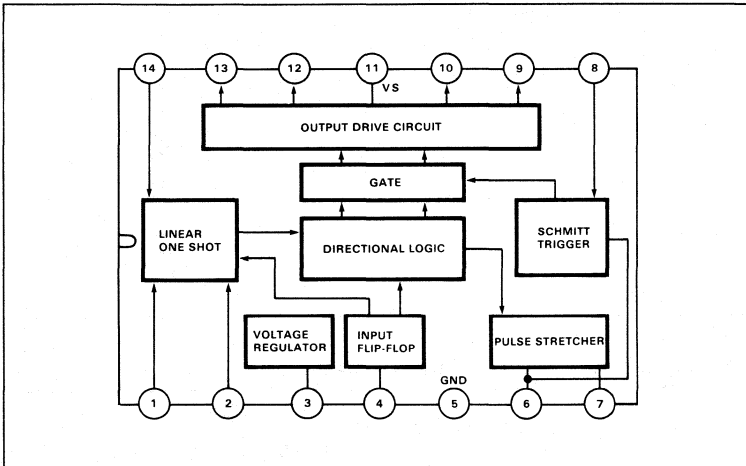 14 13 12 11 10 9 8
VS
OUTPUT DRIVE CIRCUIT
GATE
LINEAR
ONE SHOT
DIRECTIONAL LOGIC
SCHMITT
TRIGGER
VOLTAGE
REGULATOR
INPUT
FLIP-FLOP
PULSE STRETCHER
GND
1 2 3 4 5 6 7